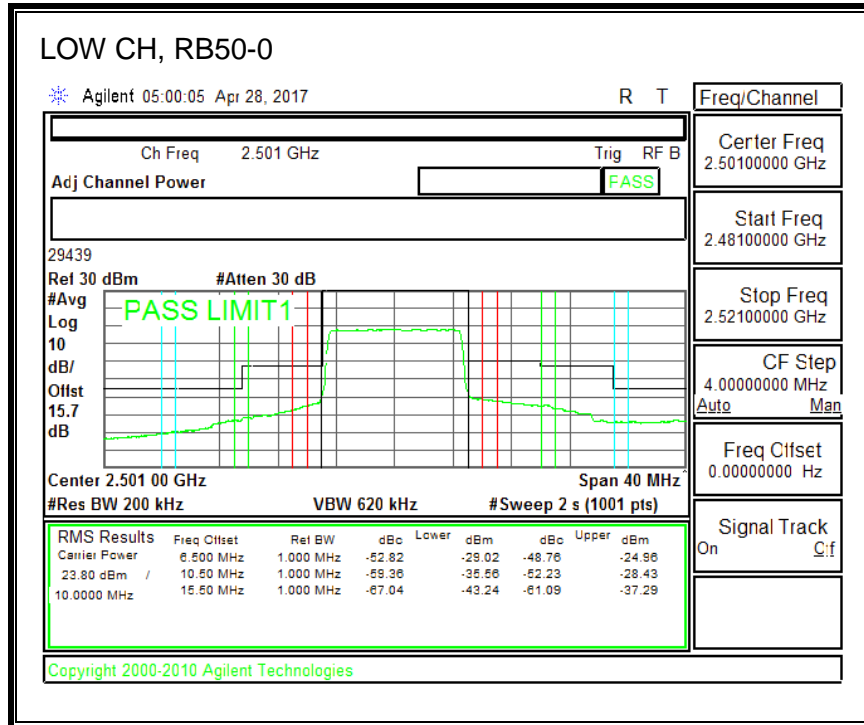 LOW CH, RB50-0
Agilent 05:00:05 Apr 28, 2017 R T
Freq/Channel
Ch Freq 2.501 GHz Trig RF B
Adj Channel Power FASS
Center Freq
2.50100000 GHz
Start Freq
2.48100000 GHz
Stop Freq
2.52100000 GHz
CF Step
4.00000000 MHz
Auto Man
Freq Offset
0.00000000 Hz
Signal Track
On Off
29439
Ref 30 dBm #Atten 30 dB
#Avg
Log
10
dB/
Offst
15.7
dB
PASS LIMIT1
Center 2.501 00 GHz Span 40 MHz
#Res BW 200 kHz VBW 620 kHz #Sweep 2 s (1001 pts)
RMS Results Freq Offset Ref BW dBc Lower dBm dBc Upper dBm
Carrier Power 6.500 MHz 1.000 MHz -52.82 -29.02 -48.76 -24.96
23.80 dBm / 10.50 MHz 1.000 MHz -59.36 -35.56 -52.23 -28.43
10.0000 MHz 15.50 MHz 1.000 MHz -67.04 -43.24 -61.09 -37.29
Copyright 2000-2010 Agilent Technologies